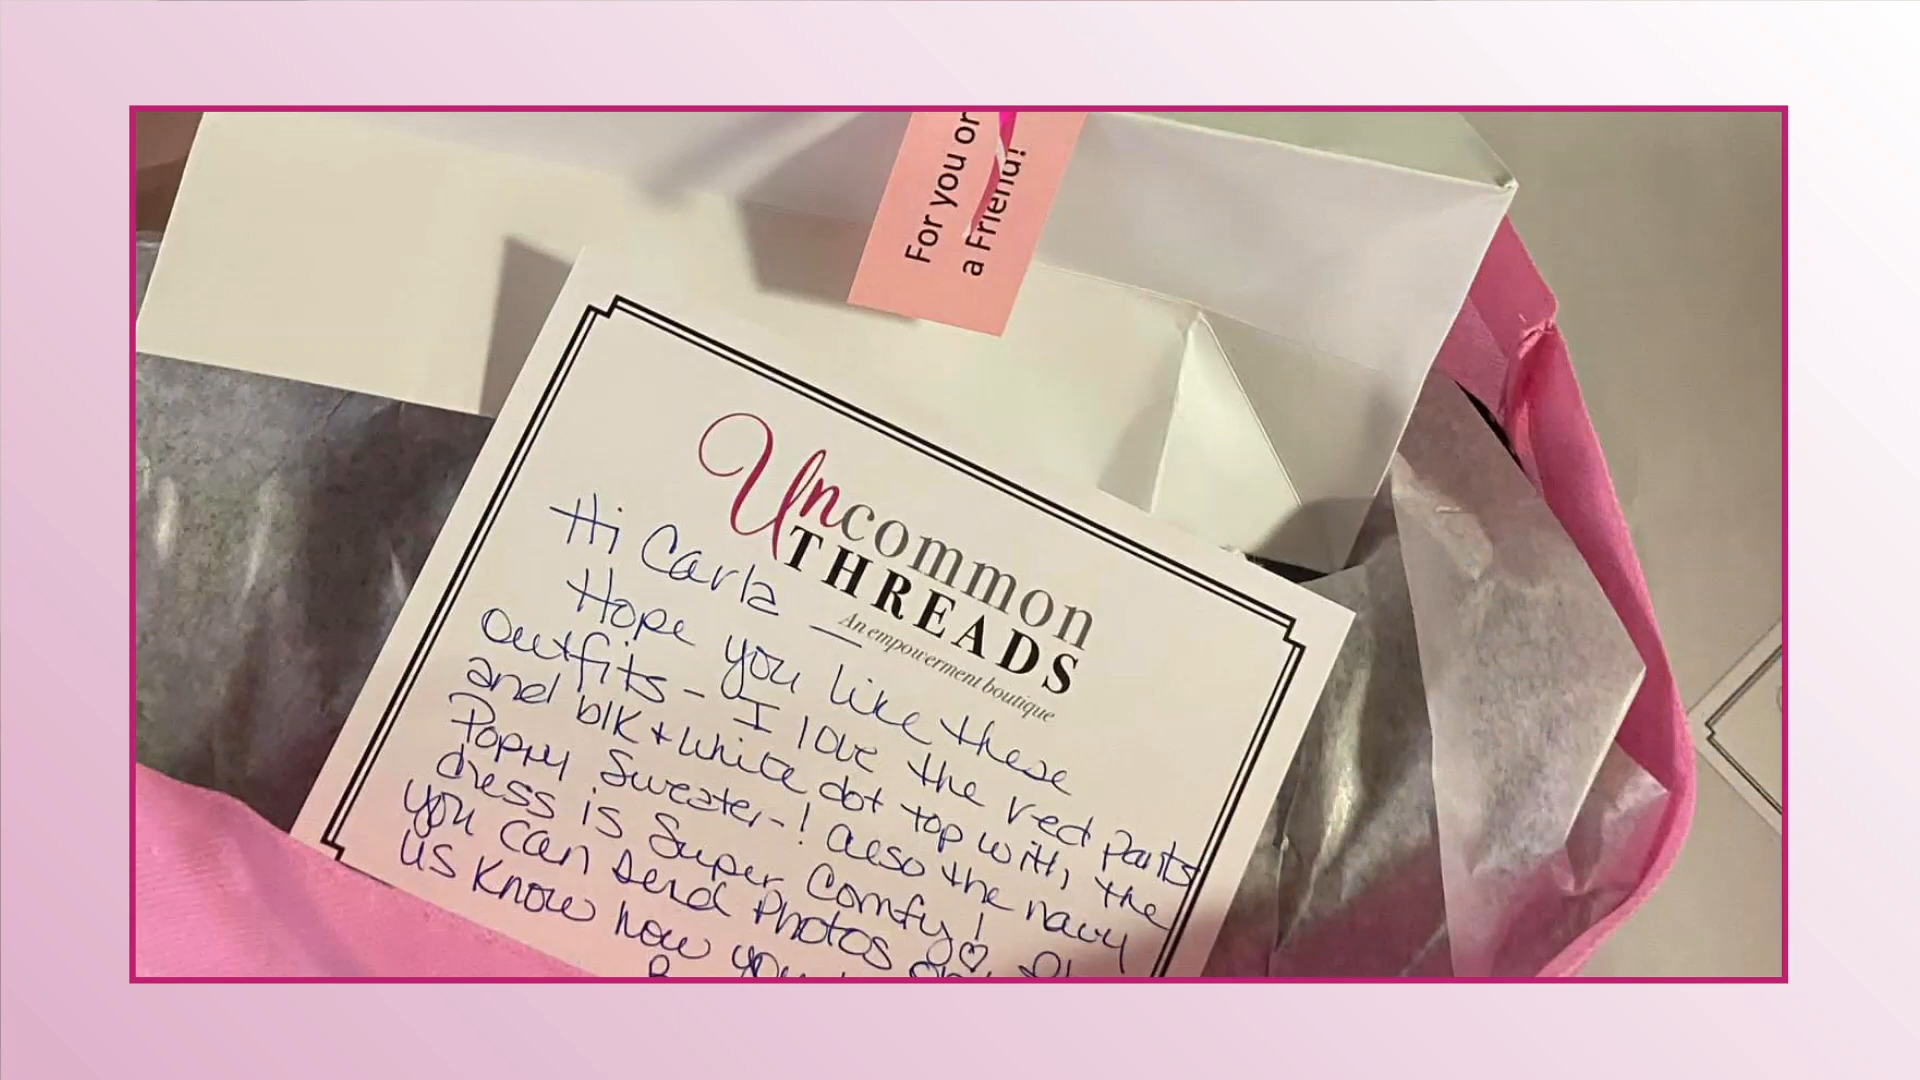 For you or
a Friend!
Uncommon
THREADS
An empowerment boutique
Hi Carla —
Hope you like these
outfits - I love the red pants
and blk + white dot top with the
Poppy Sweater-! Also the navy
dress is Super Comfy! ♡
you can send photos
us know how you